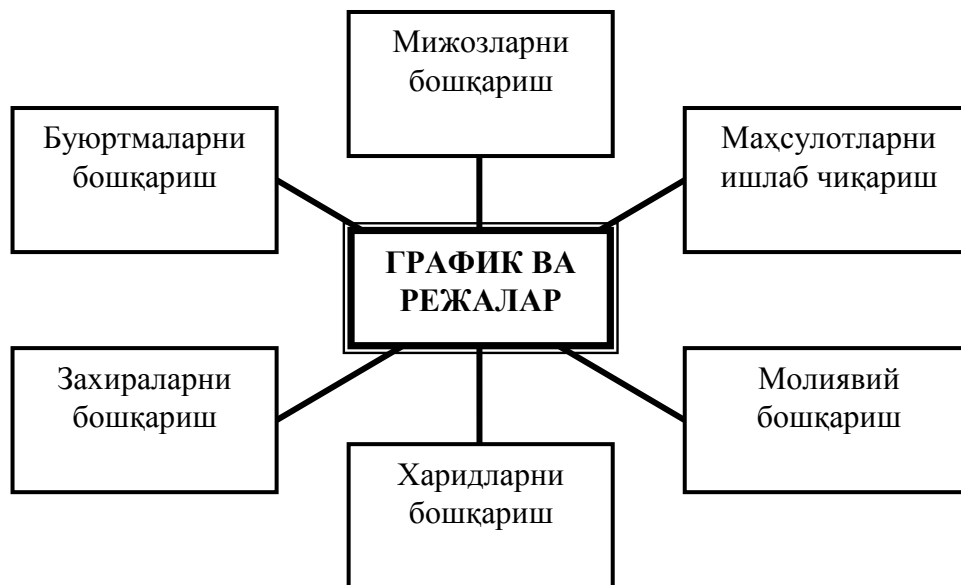 Мижозларни
бошқариш
Буюртмаларни
бошқариш
Маҳсулотларни
ишлаб чиқариш
ГРАФИК ВА
РЕЖАЛАР
Захираларни
бошқариш
Молиявий
бошқариш
Харидларни
бошқариш